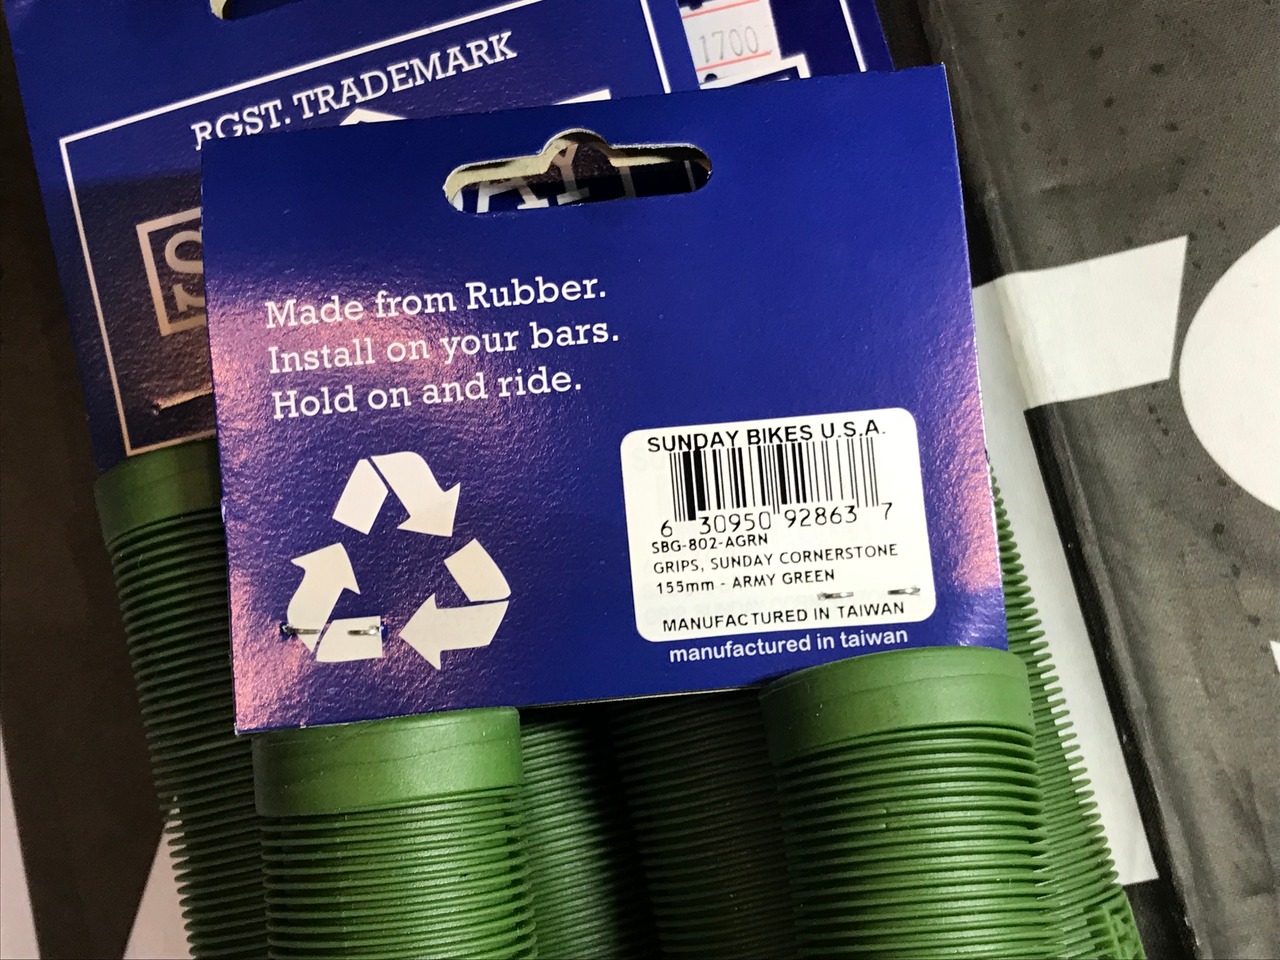 1700
RGST. TRADEMARK
Made from Rubber.
Install on your bars.
Hold on and ride.
SUNDAY BIKES U.S.A.
6 30950 92863 7
SBG-802-AGRN
GRIPS, SUNDAY CORNERSTONE
155mm - ARMY GREEN
MANUFACTURED IN TAIWAN
manufactured in taiwan